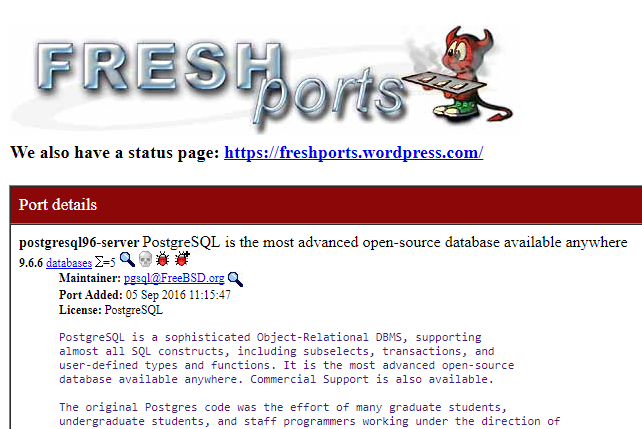 FRESH
ports
We also have a status page: https://freshports.wordpress.com/
Port details
postgresql96-server PostgreSQL is the most advanced open-source database available anywhere
9.6.6 databases Σ=5
Maintainer: pgsql@FreeBSD.org
Port Added: 05 Sep 2016 11:15:47
License: PostgreSQL
PostgreSQL is a sophisticated Object-Relational DBMS, supporting
almost all SQL constructs, including subselects, transactions, and
user-defined types and functions. It is the most advanced open-source
database available anywhere. Commercial Support is also available.
The original Postgres code was the effort of many graduate students,
undergraduate students, and staff programmers working under the direction of